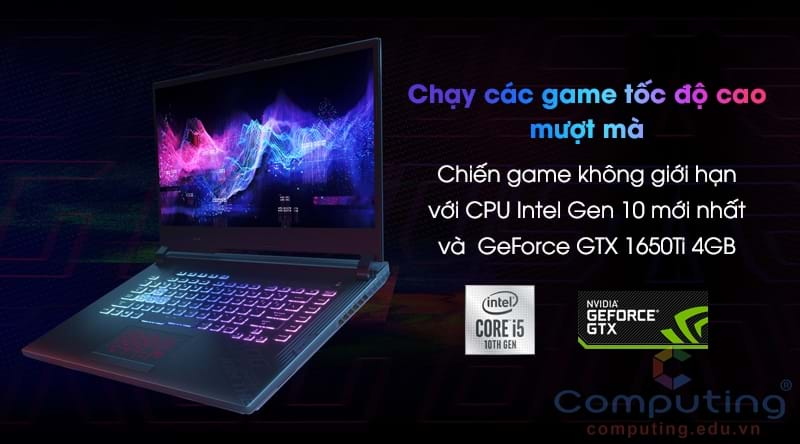 Chạy các game tốc độ cao
mượt mà
Chiến game không giới hạn
với CPU Intel Gen 10 mới nhất
và GeForce GTX 1650Ti 4GB
intel
CORE i5
10TH GEN
NVIDIA
GEFORCE
GTX
Computing®
computing.edu.vn